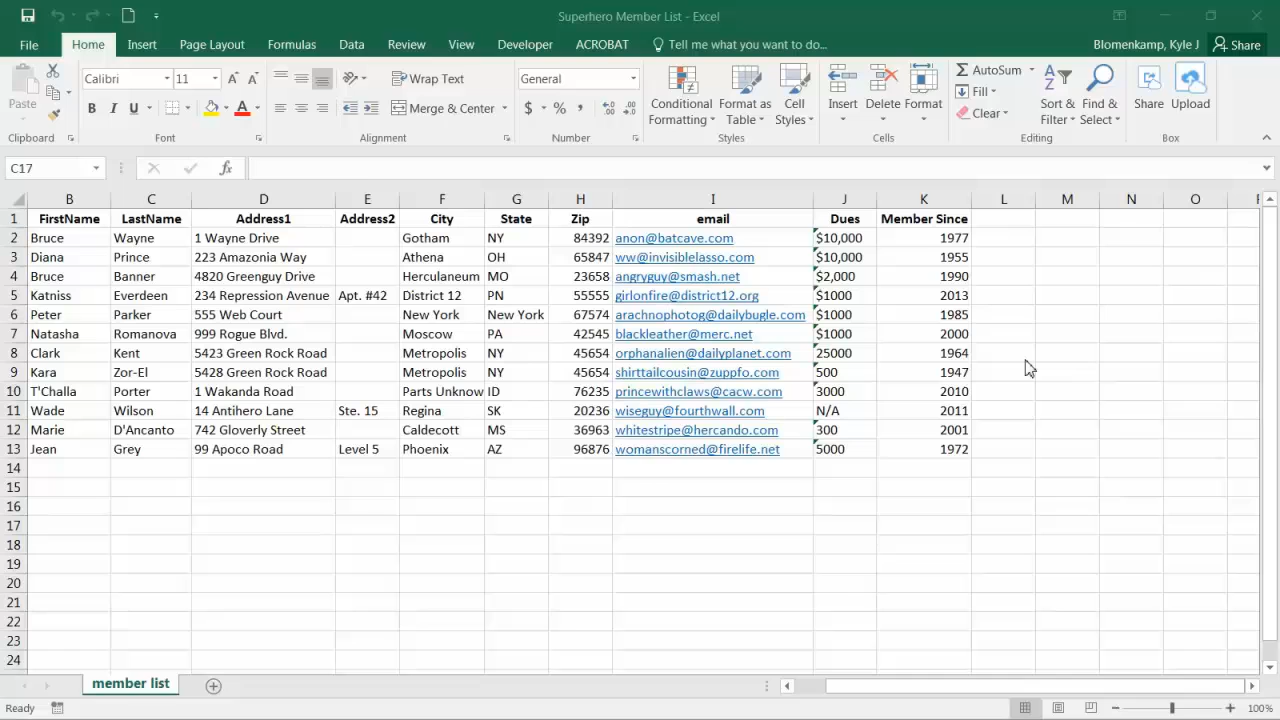 Superhero Member List - Excel
Blomenkamp, Kyle J
Share
File Home Insert Page Layout Formulas Data Review View Developer ACROBAT Tell me what you want to do...
Paste
Calibri 11
B I U
Wrap Text
Merge & Center
General
$ % ,
Conditional Formatting
Format as Table
Cell Styles
Insert Delete Format
AutoSum
Fill
Clear
Sort & Filter
Find & Select
Share Upload
Clipboard Font Alignment Number Styles Cells Editing Box
C17 fx
B C D E F G H I J K L M N O
1 FirstName LastName Address1 Address2 City State Zip email Dues Member Since
2 Bruce Wayne 1 Wayne Drive Gotham NY 84392 anon@batcave.com $10,000 1977
3 Diana Prince 223 Amazonia Way Athena OH 65847 ww@invisiblelasso.com $10,000 1955
4 Bruce Banner 4820 Greenguy Drive Herculaneum MO 23658 angryguy@smash.net $2,000 1990
5 Katniss Everdeen 234 Repression Avenue Apt. #42 District 12 PN 55555 girlonfire@district12.org $1000 2013
6 Peter Parker 555 Web Court New York New York 67574 arachnophotog@dailybugle.com $1000 1985
7 Natasha Romanova 999 Rogue Blvd. Moscow PA 42545 blackleather@merc.net $1000 2000
8 Clark Kent 5423 Green Rock Road Metropolis NY 45654 orphanalien@dailyplanet.com 25000 1964
9 Kara Zor-El 5428 Green Rock Road Metropolis NY 45654 shirttailcousin@zuppfo.com 500 1947
10 T'Challa Porter 1 Wakanda Road Parts Unknow ID 76235 princewithclaws@cacw.com 3000 2010
11 Wade Wilson 14 Antihero Lane Ste. 15 Regina SK 20236 wiseguy@fourthwall.com N/A 2011
12 Marie D'Ancanto 742 Gloverly Street Caldecott MS 36963 whitestripe@hercando.com 300 2001
13 Jean Grey 99 Apoco Road Level 5 Phoenix AZ 96876 womanscorned@firelife.net 5000 1972
14
15
16
17
18
19
20
21
22
23
24
member list
Ready
100%